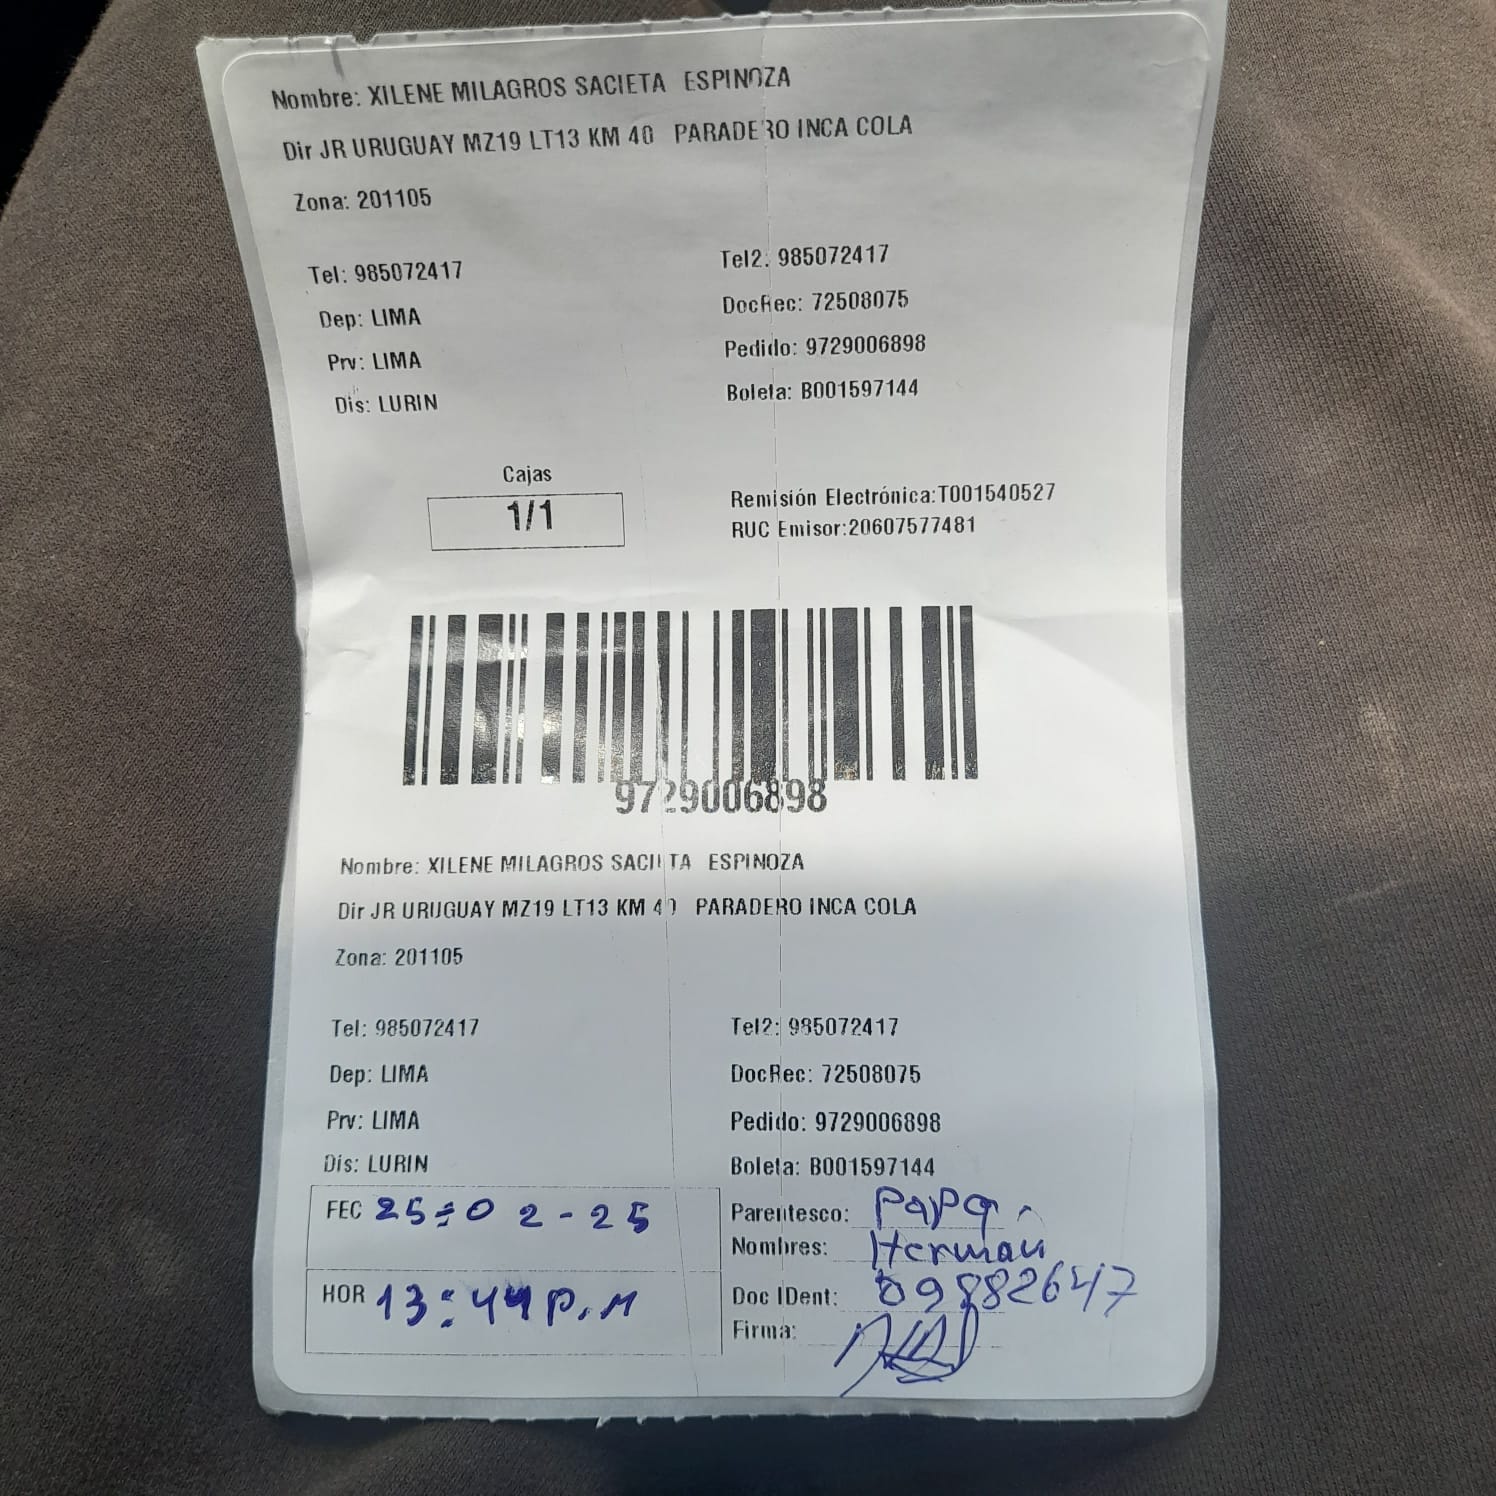 Nombre: XILENE MILAGROS SACIETA ESPINOZA
Dir JR URUGUAY MZ19 LT13 KM 40 PARADERO INCA COLA
Zona: 201105
Tel: 985072417 Tel2: 985072417
Dep: LIMA DocRec: 72508075
Prv: LIMA Pedido: 9729006898
Dis: LURIN Boleta: B001597144
Cajas
1/1
Remisión Electrónica:T001540527
RUC Emisor:20607577481
9729006898
Nombre: XILENE MILAGROS SACIETA ESPINOZA
Dir JR URUGUAY MZ19 LT13 KM 40 PARADERO INCA COLA
Zona: 201105
Tel: 985072417 Tel2: 985072417
Dep: LIMA DocRec: 72508075
Prv: LIMA Pedido: 9729006898
Dis: LURIN Boleta: B001597144
FEC 25-02-25 Parentesco: PAPA
Nombres: Herman
HOR 13:44 P.M Doc IDent: 09882647
Firma: